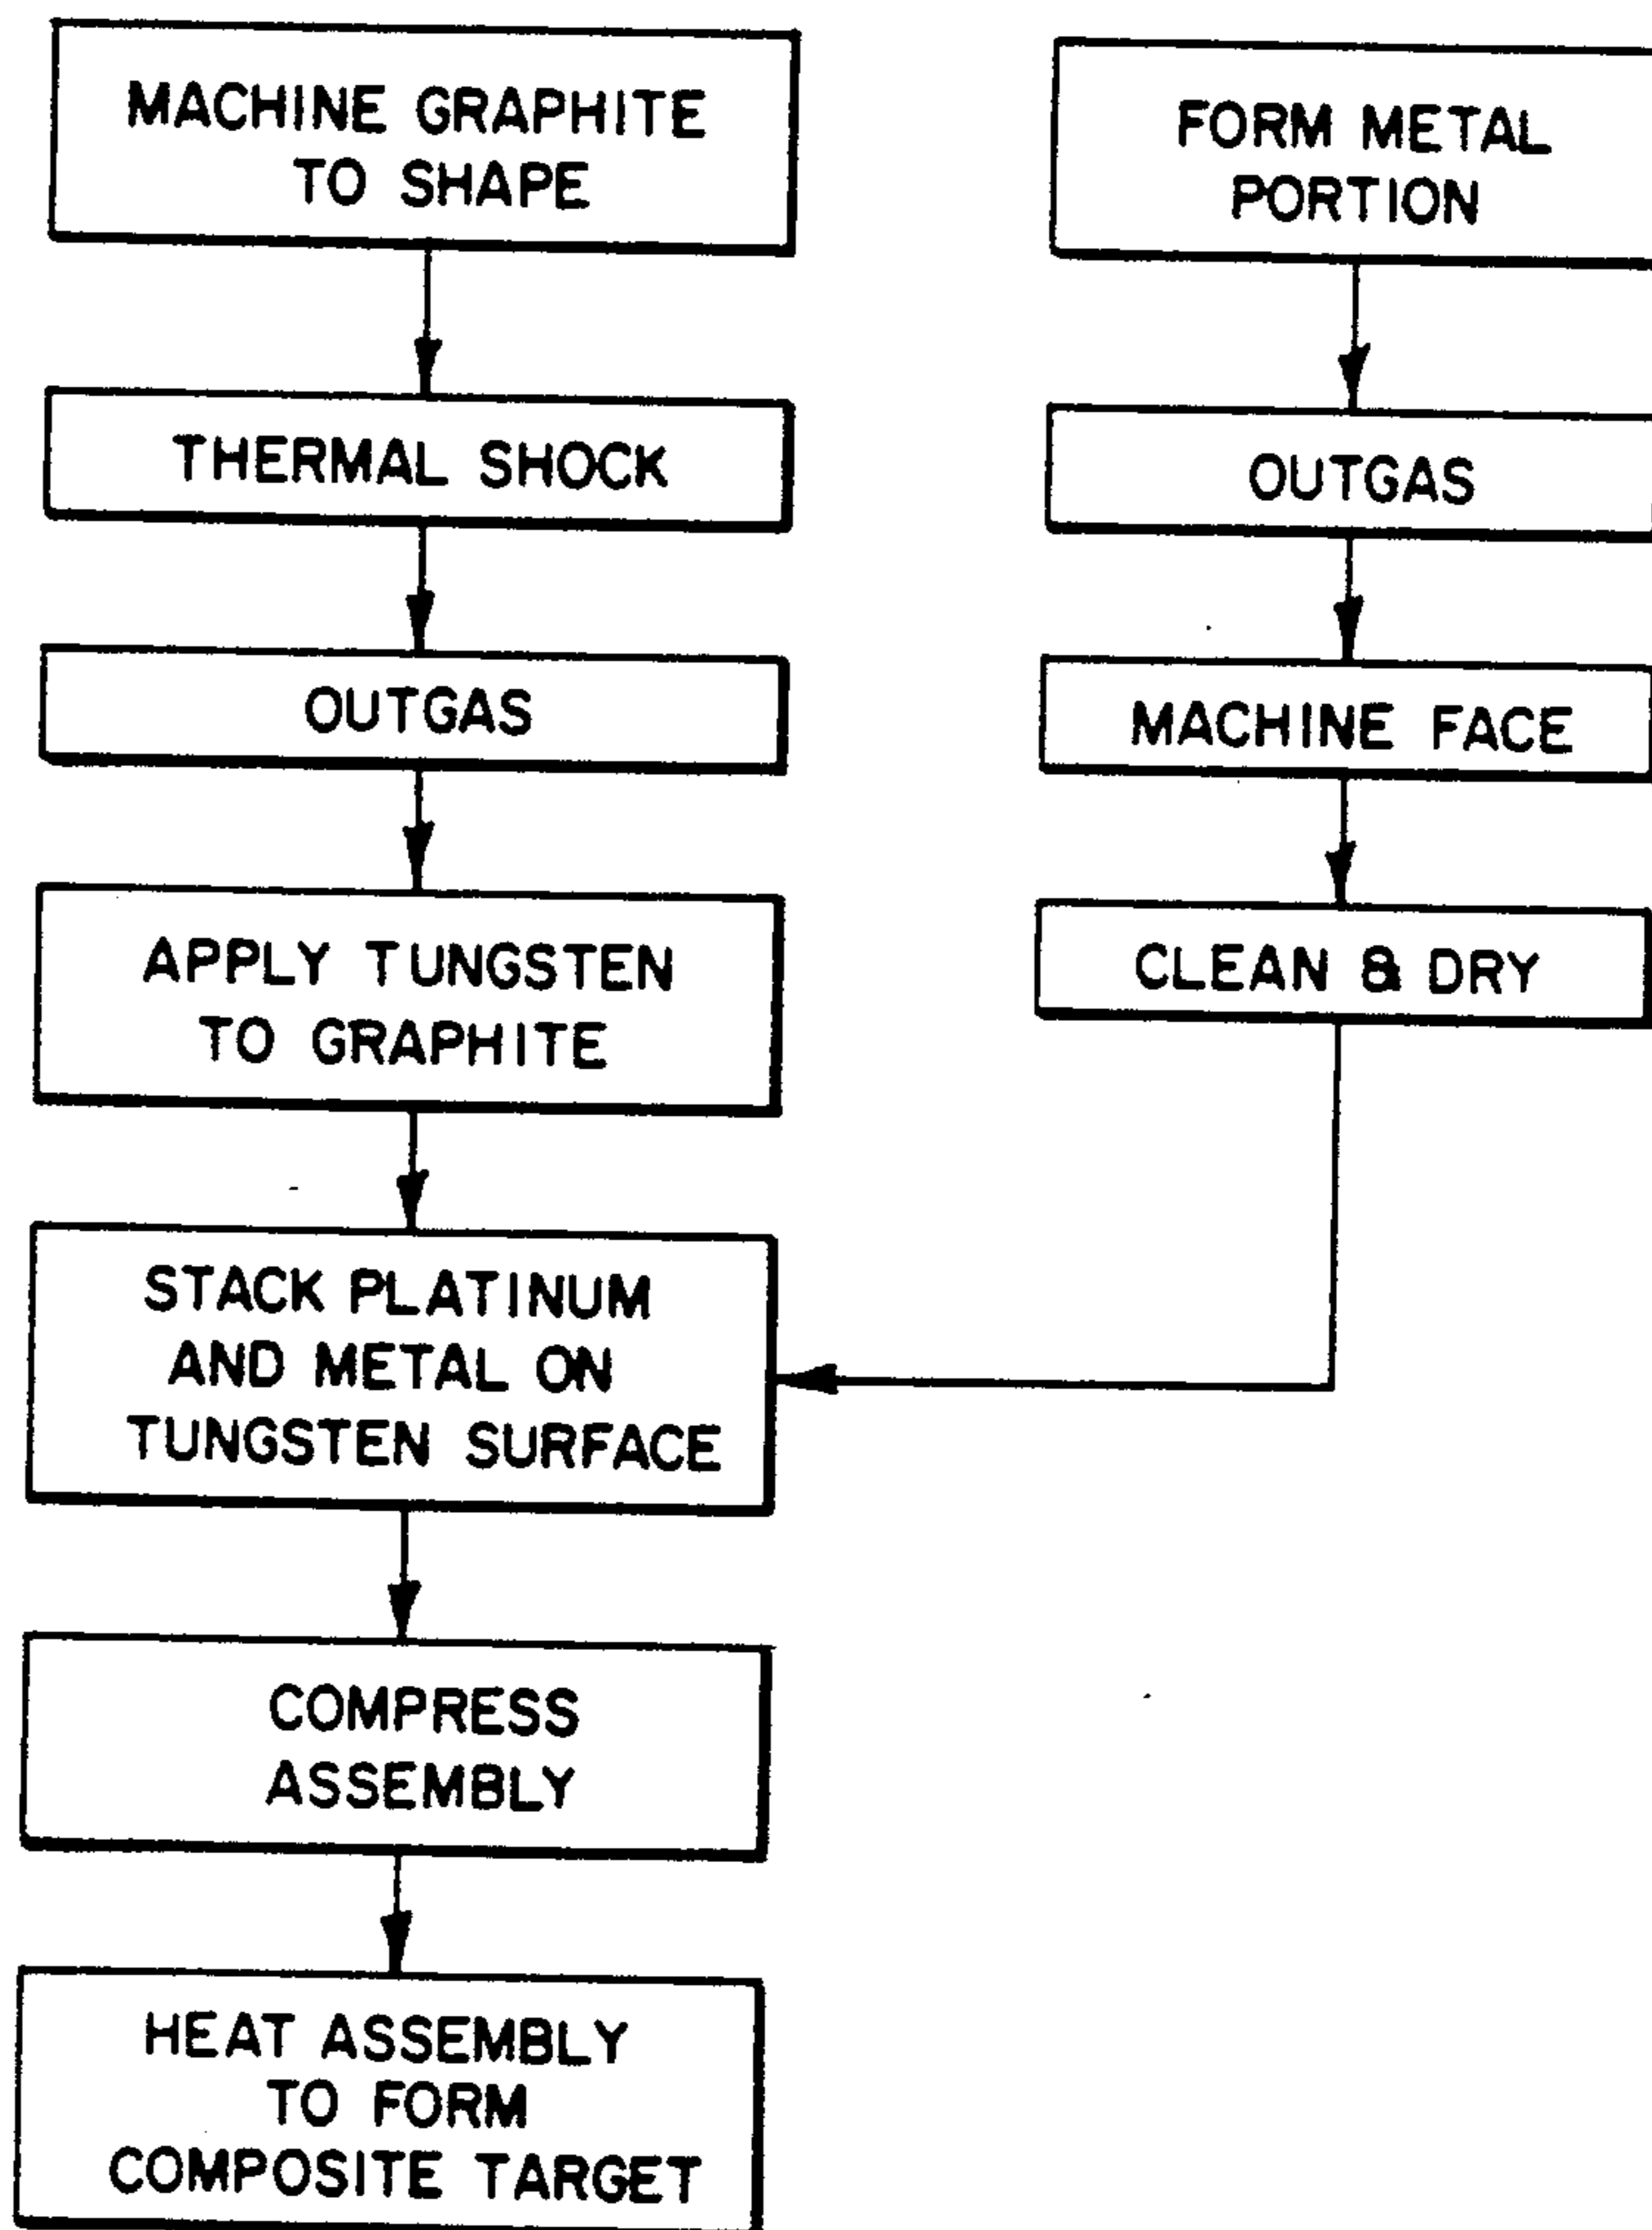 MACHINE GRAPHITE
TO SHAPE
THERMAL SHOCK
OUTGAS
APPLY TUNGSTEN
TO GRAPHITE
STACK PLATINUM
AND METAL ON
TUNGSTEN SURFACE
COMPRESS
ASSEMBLY
HEAT ASSEMBLY
TO FORM
COMPOSITE TARGET
FORM METAL
PORTION
OUTGAS
MACHINE FACE
CLEAN & DRY